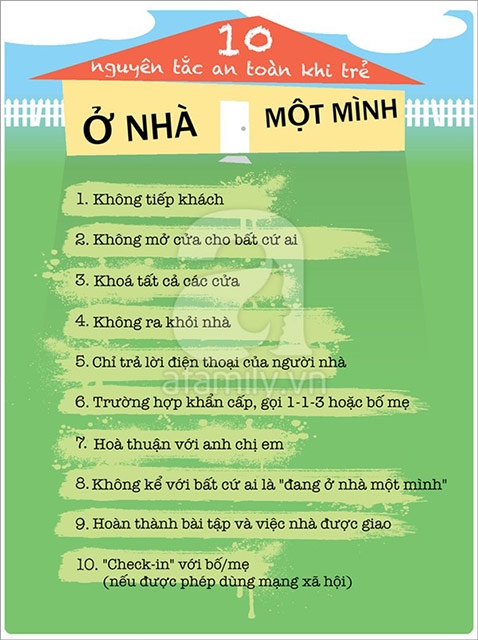 10
nguyên tắc an toàn khi trẻ
Ở NHÀ
MỘT MÌNH
1. Không tiếp khách
2. Không mở cửa cho bất cứ ai
3. Khoá tất cả các cửa
4. Không ra khỏi nhà
5. Chỉ trả lời điện thoại của người nhà
afamily.vn
6. Trường hợp khẩn cấp, gọi 1-1-3 hoặc bố mẹ
7. Hoà thuận với anh chị em
8. Không kể với bất cứ ai là "đang ở nhà một mình"
9. Hoàn thành bài tập và việc nhà được giao
10. "Check-in" với bố/mẹ
(nếu được phép dùng mạng xã hội)